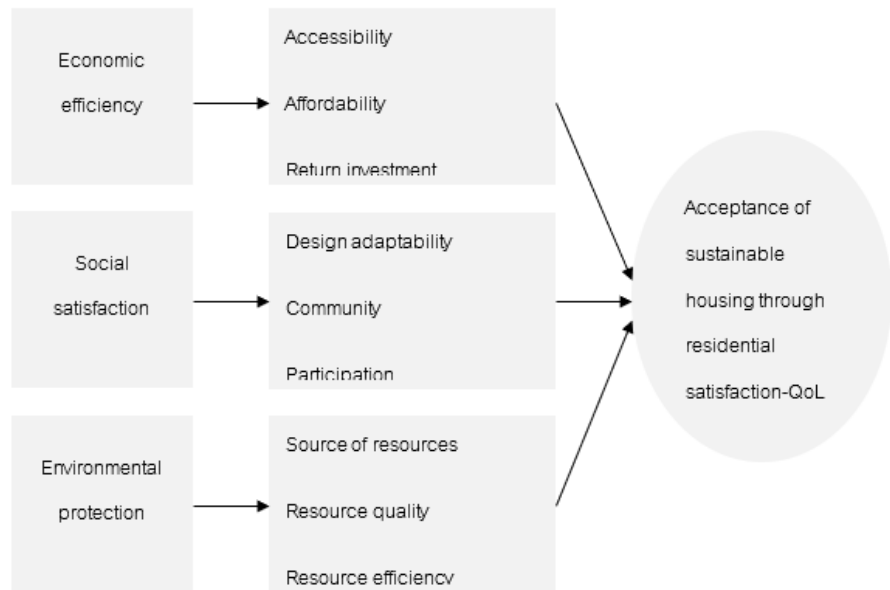 Economic
efficiency
Accessibility
Affordability
Return investment
Social
satisfaction
Design adaptability
Community
Participation
Environmental
protection
Source of resources
Resource quality
Resource efficiency
Acceptance of
sustainable
housing through
residential
satisfaction-QoL